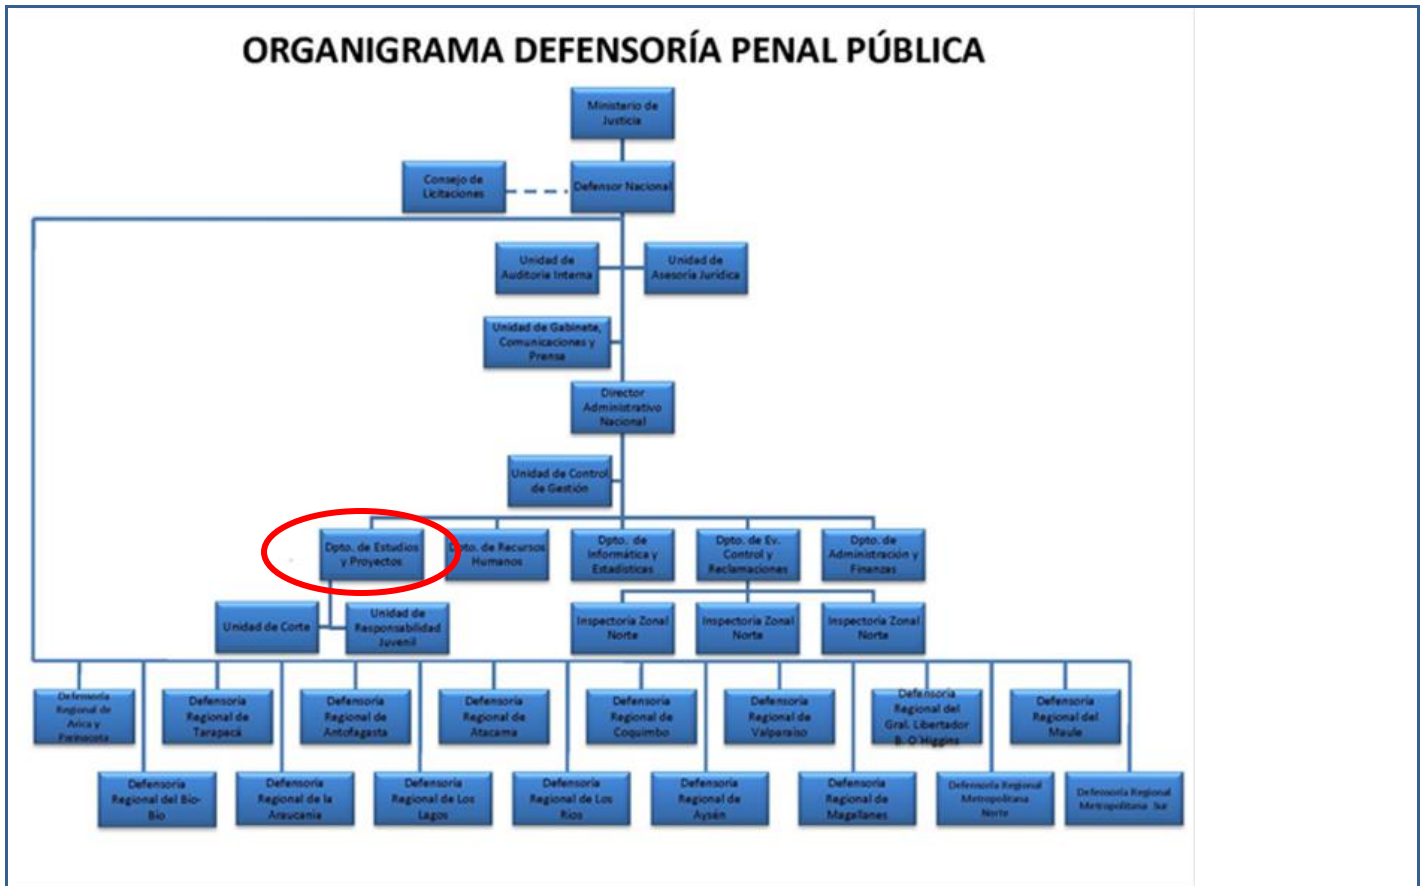 ORGANIGRAMA DEFENSORÍA PENAL PÚBLICA
Ministerio de
Justicia
Consejo de
Licitaciones
Defensor Nacional
Unidad de
Auditoría Interna
Unidad de
Asesoría Jurídica
Unidad de Gabinete,
Comunicaciones y
Prensa
Director
Administrativo
Nacional
Unidad de Control
de Gestión
Dpto. de Estudios
y Proyectos
Dpto. de Recursos
Humanos
Dpto. de
Informática y
Estadísticas
Dpto. de Ev.
Control y
Reclamaciones
Dpto. de
Administración y
Finanzas
Unidad de Corte
Unidad de
Responsabilidad
Juvenil
Inspectoría Zonal
Norte
Inspectoría Zonal
Norte
Inspectoría Zonal
Norte
Defensoría
Regional de
Arica y
Parinacota
Defensoría
Regional de
Tarapacá
Defensoría
Regional de
Antofagasta
Defensoría
Regional de
Atacama
Defensoría
Regional de
Coquimbo
Defensoría
Regional de
Valparaíso
Defensoría
Regional del
Gral. Libertador
B. O'Higgins
Defensoría
Regional del
Maule
Defensoría
Regional del Bio-
Bio
Defensoría
Regional de la
Araucanía
Defensoría
Regional de Los
Lagos
Defensoría
Regional de Los
Ríos
Defensoría
Regional de
Aysén
Defensoría
Regional de
Magallanes
Defensoría Regional
Metropolitana
Norte
Defensoría Regional
Metropolitana Sur